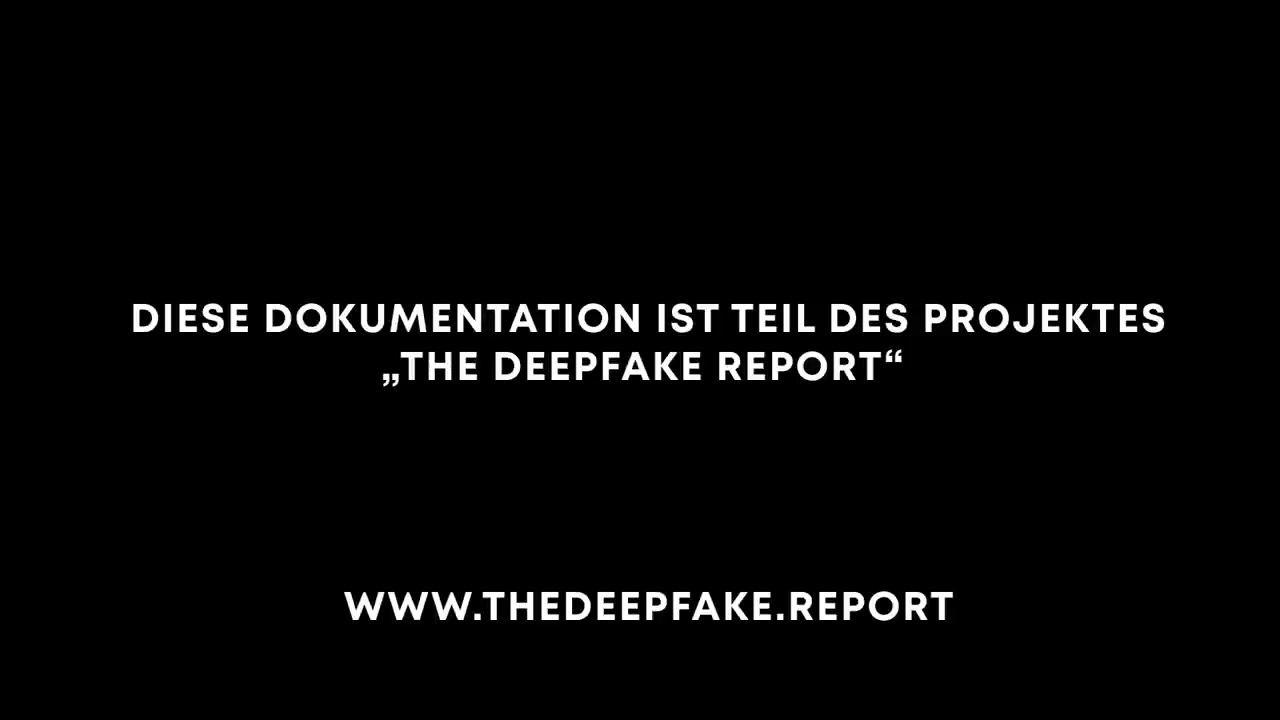 DIESE DOKUMENTATION IST TEIL DES PROJEKTES
„THE DEEPFAKE REPORT“
WWW.THEDEEPFAKE.REPORT